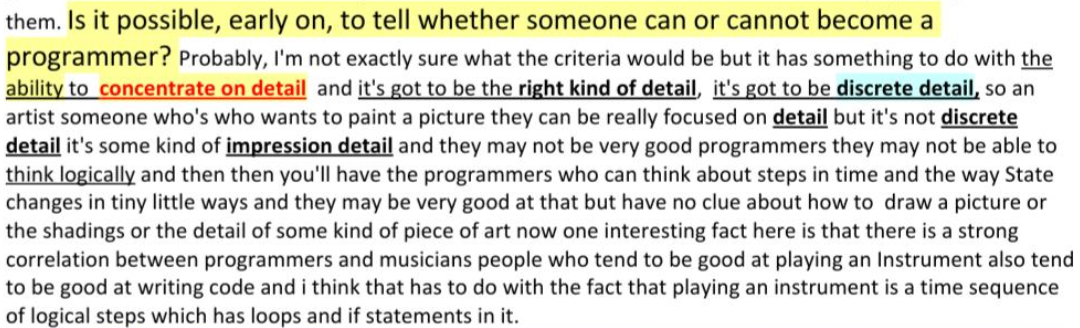 them. Is it possible, early on, to tell whether someone can or cannot become a
programmer? Probably, I'm not exactly sure what the criteria would be but it has something to do with the
ability to concentrate on detail and it's got to be the right kind of detail, it's got to be discrete detail, so an
artist someone who's who wants to paint a picture they can be really focused on detail but it's not discrete
detail it's some kind of impression detail and they may not be very good programmers they may not be able to
think logically and then then you'll have the programmers who can think about steps in time and the way State
changes in tiny little ways and they may be very good at that but have no clue about how to draw a picture or
the shadings or the detail of some kind of piece of art now one interesting fact here is that there is a strong
correlation between programmers and musicians people who tend to be good at playing an Instrument also tend
to be good at writing code and i think that has to do with the fact that playing an instrument is a time sequence
of logical steps which has loops and if statements in it.